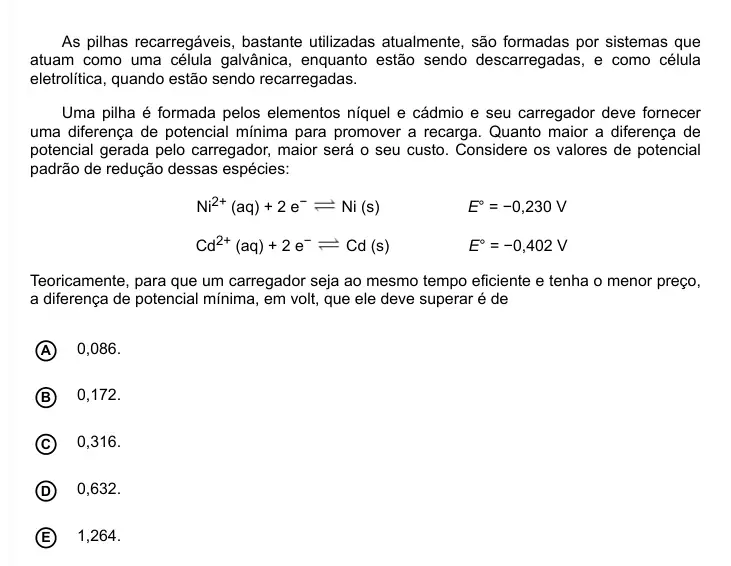 As pilhas recarregáveis, bastante utilizadas atualmente, são formadas por sistemas que
atuam como uma célula galvânica, enquanto estão sendo descarregadas, e como célula
eletrolítica, quando estão sendo recarregadas.
Uma pilha é formada pelos elementos níquel e cádmio e seu carregador deve fornecer
uma diferença de potencial mínima para promover a recarga. Quanto maior a diferença de
potencial gerada pelo carregador, maior será o seu custo. Considere os valores de potencial
padrão de redução dessas espécies:
Ni²⁺ (aq) + 2 e⁻ ⇌ Ni (s) E° = −0,230 V
Cd²⁺ (aq) + 2 e⁻ ⇌ Cd (s) E° = −0,402 V
Teoricamente, para que um carregador seja ao mesmo tempo eficiente e tenha o menor preço,
a diferença de potencial mínima, em volt, que ele deve superar é de
A 0,086.
B 0,172.
C 0,316.
D 0,632.
E 1,264.